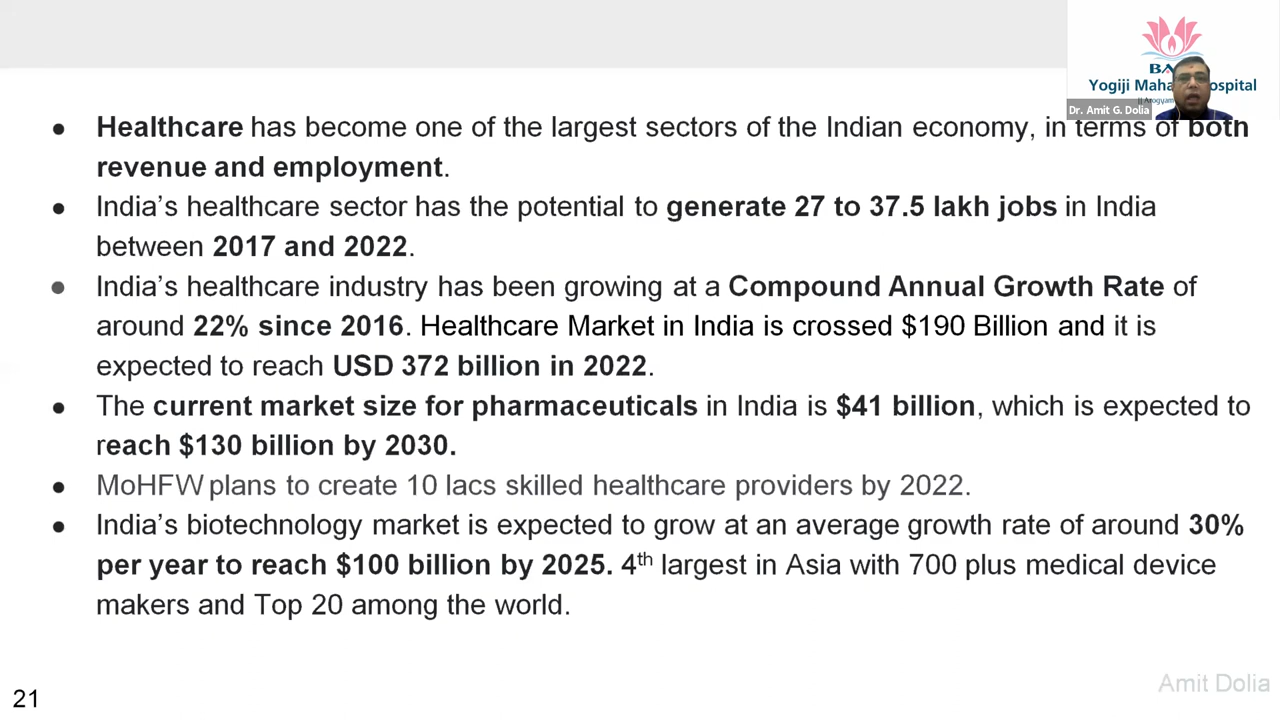 BA
Yogiji Maha ospital
Dr. Amit G. Dolia
● Healthcare has become one of the largest sectors of the Indian economy, in terms of both
revenue and employment.
● India’s healthcare sector has the potential to generate 27 to 37.5 lakh jobs in India
between 2017 and 2022.
● India’s healthcare industry has been growing at a Compound Annual Growth Rate of
around 22% since 2016. Healthcare Market in India is crossed $190 Billion and it is
expected to reach USD 372 billion in 2022.
● The current market size for pharmaceuticals in India is $41 billion, which is expected to
reach $130 billion by 2030.
● MoHFW plans to create 10 lacs skilled healthcare providers by 2022.
● India’s biotechnology market is expected to grow at an average growth rate of around 30%
per year to reach $100 billion by 2025. 4th largest in Asia with 700 plus medical device
makers and Top 20 among the world.
Amit Dolia
21